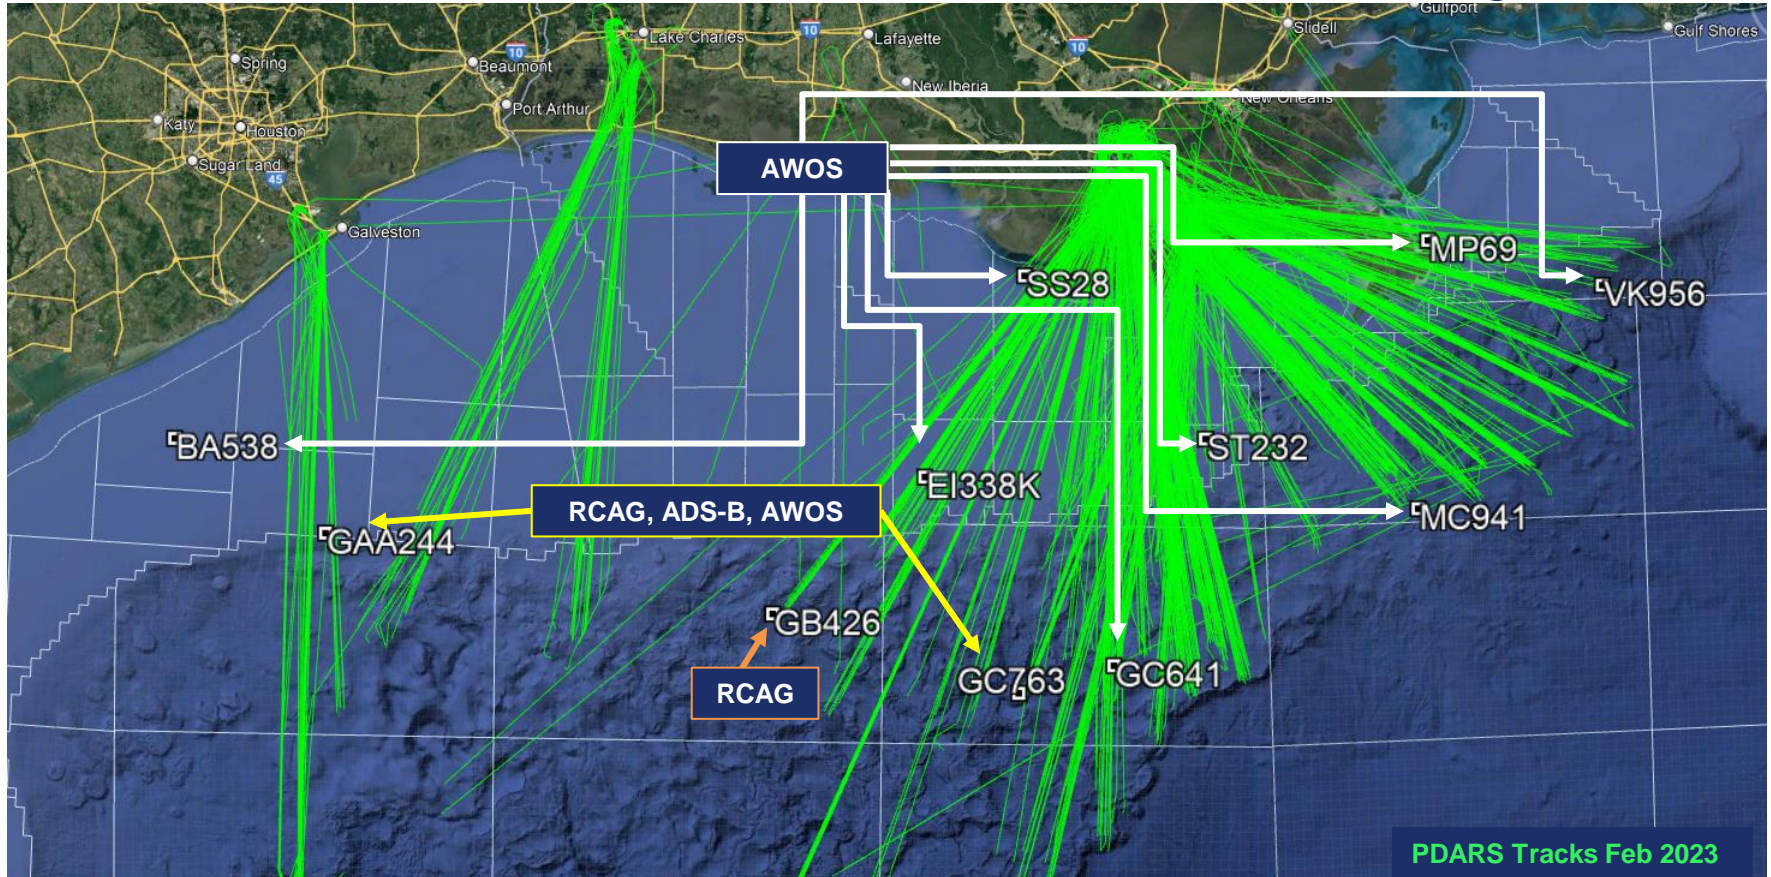 Gulfport
Slidell
Gulf Shores
Lake Charles
10
Lafayette
10
10
Spring
Beaumont
New Iberia
New Orleans
Port Arthur
Katy
Houston
Sugar Land
45
AWOS
Galveston
MP69
SS28
VK956
BA538
ST232
EI338K
RCAG, ADS-B, AWOS
MC941
GAA244
GB426
GC763
GC641
RCAG
PDARS Tracks Feb 2023